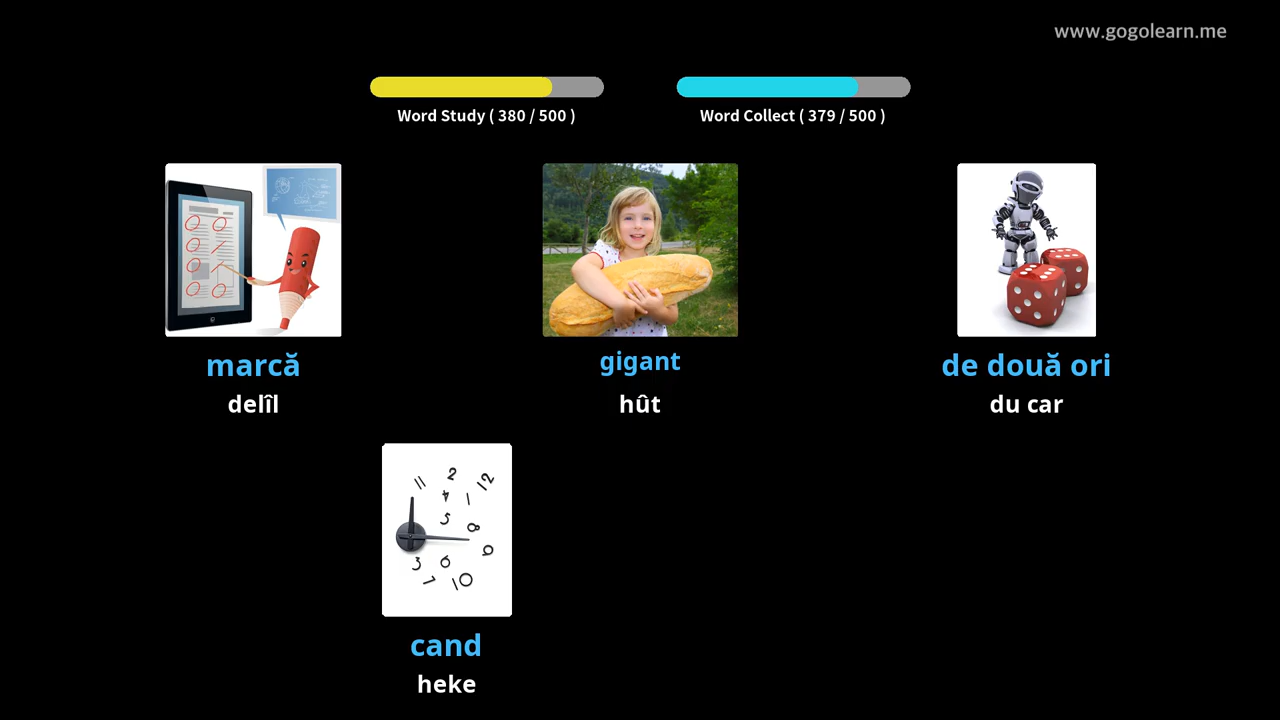 www.gogolearn.me
Word Study ( 380 / 500 )
Word Collect ( 379 / 500 )
marcă
gigant
de două ori
delîl
hût
du car
cand
heke